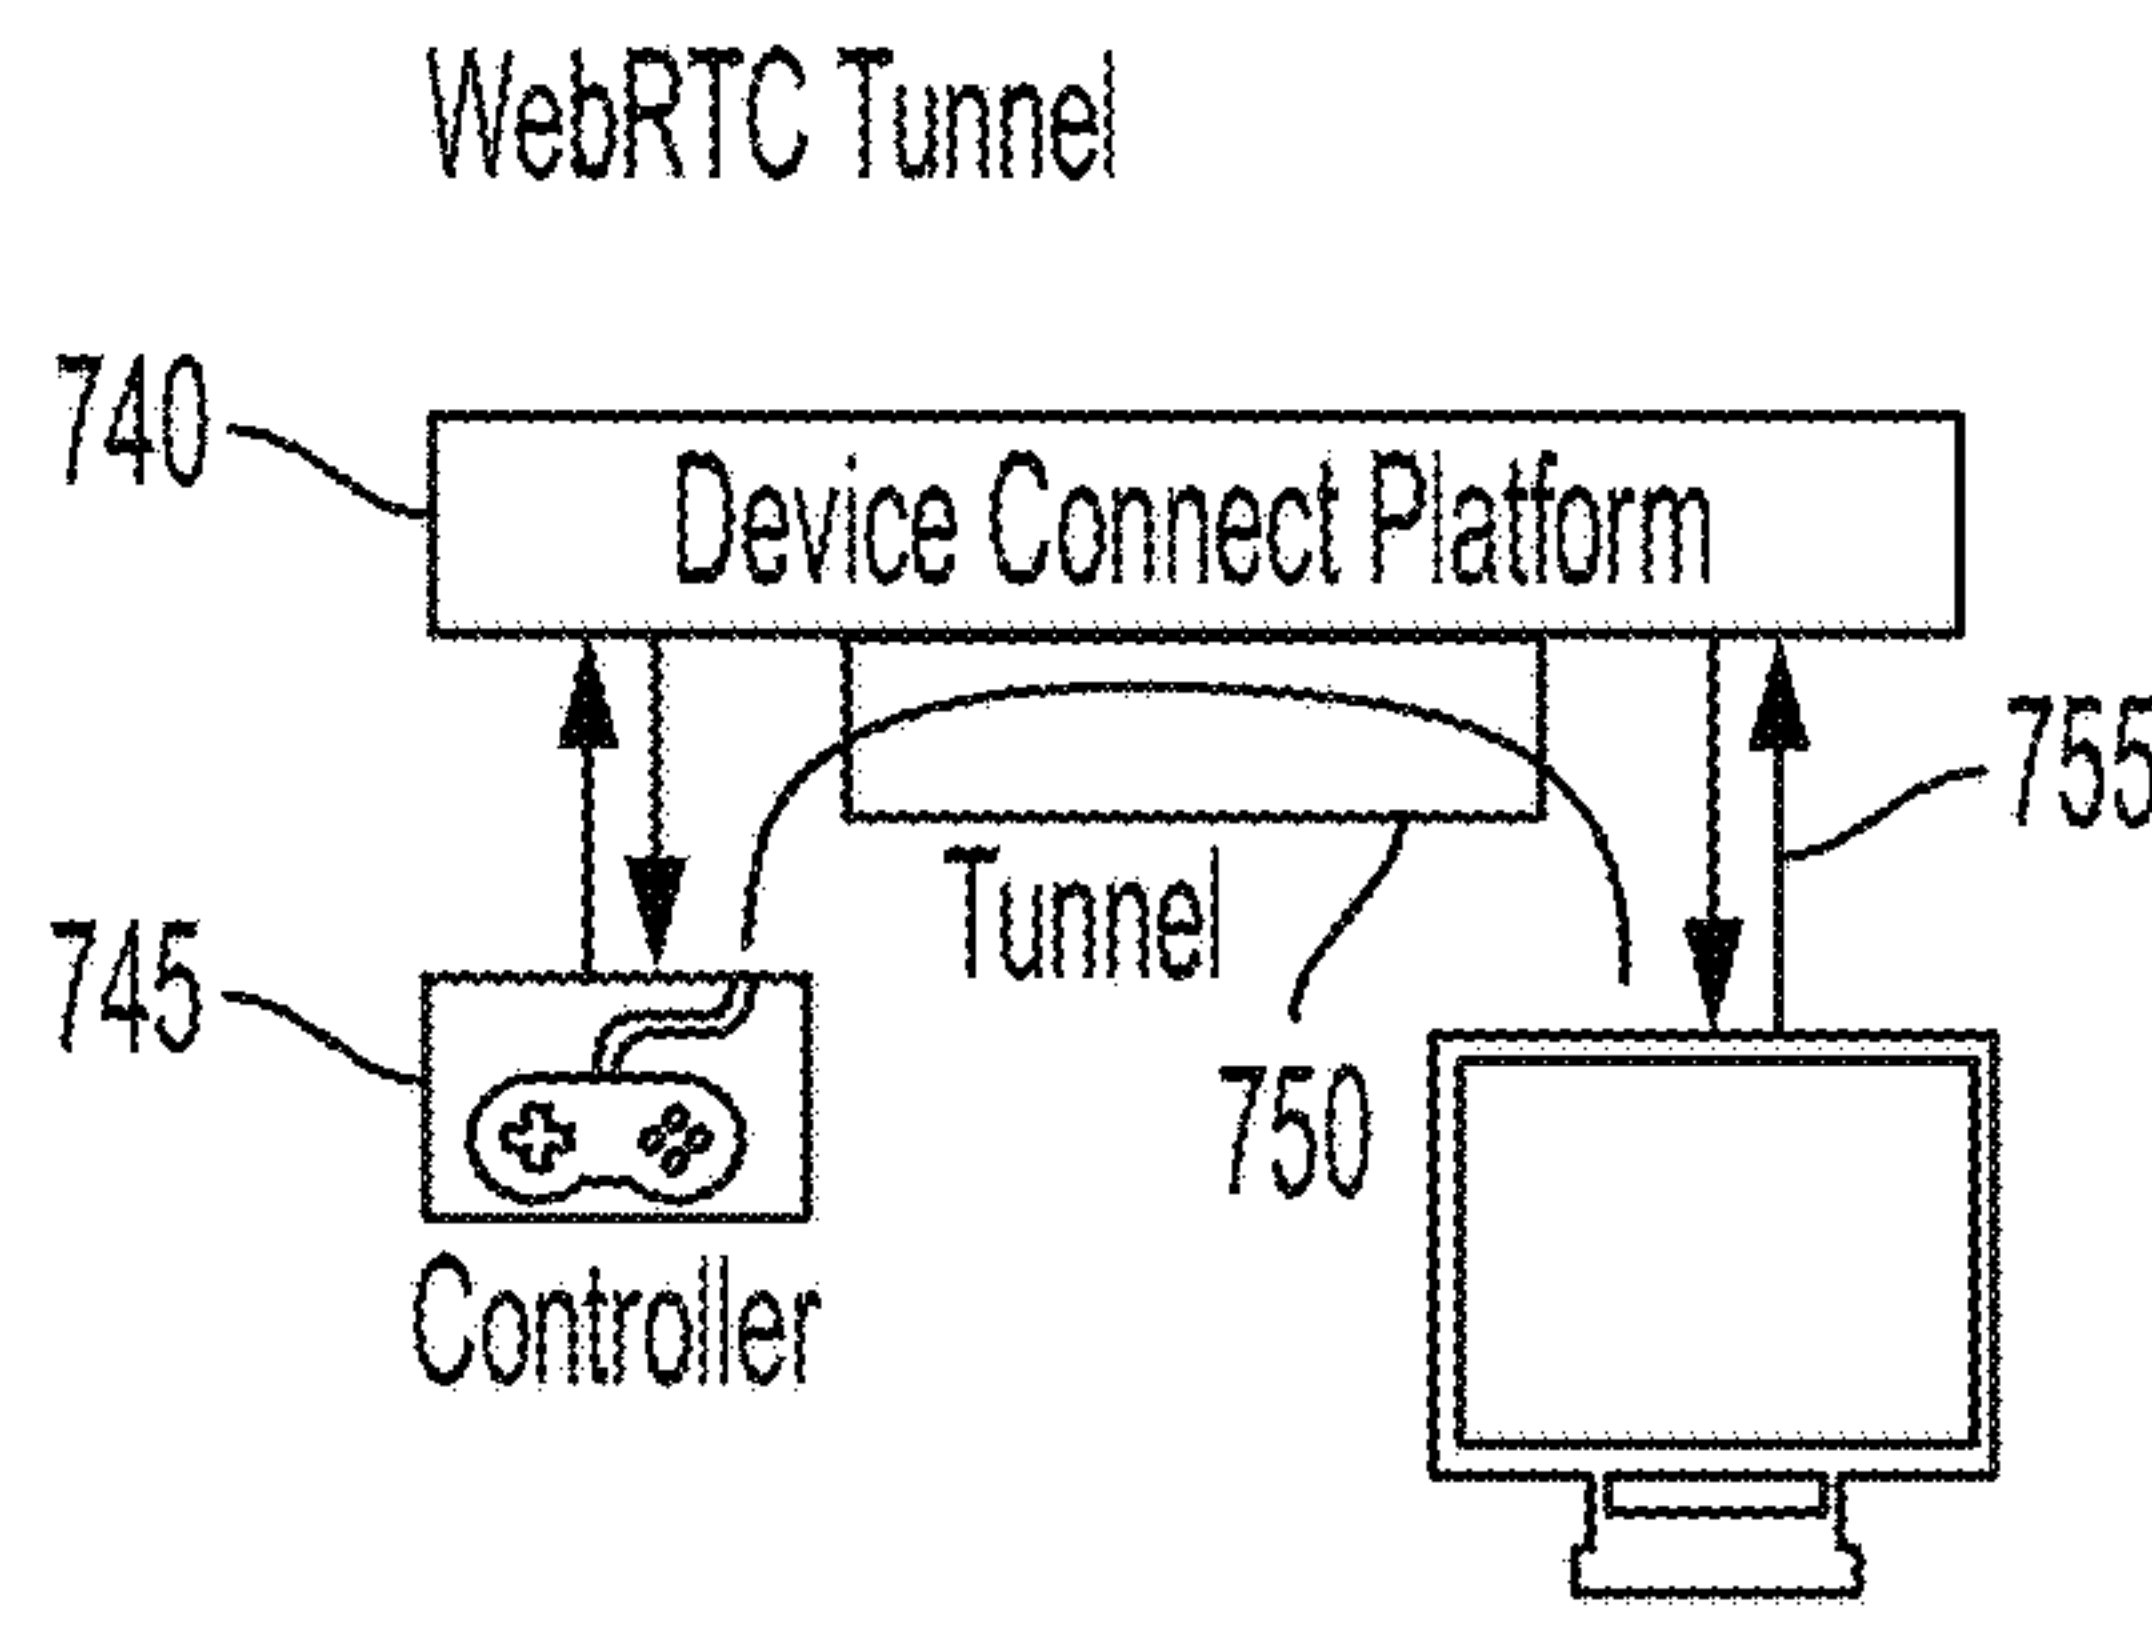 WebRTC Tunnel
740
Device Connect Platform
755
745
Tunnel
750
Controller